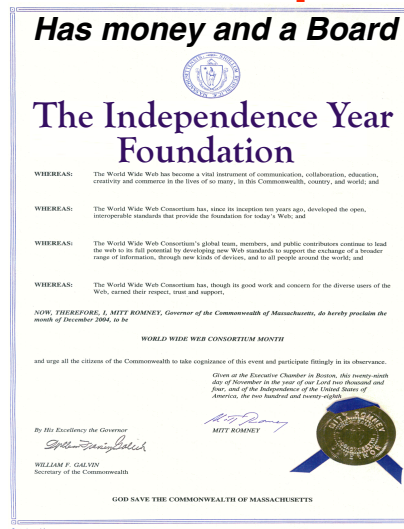 Has money and a Board
The Independence Year
Foundation
WHEREAS: The World Wide Web has become a vital instrument of communication, collaboration, education,
creativity and commerce in the lives of so many, in this Commonwealth, country, and world; and
WHEREAS: The World Wide Web Consortium has, since its inception ten years ago, developed the open,
interoperable standards that provide the foundation for today's Web; and
WHEREAS: The World Wide Web Consortium's global team, members, and public contributors continue to lead
the web to its full potential by developing new Web standards to support the exchange of a broader
range of information, through new kinds of devices, and to all people around the world; and
WHEREAS: The World Wide Web Consortium has, though its good work and concern for the diverse users of the
Web, earned their respect, trust and support,
NOW, THEREFORE, I, MITT ROMNEY, Governor of the Commonwealth of Massachusetts, do hereby proclaim the
month of December 2004, to be
WORLD WIDE WEB CONSORTIUM MONTH
and urge all the citizens of the Commonwealth to take cognizance of this event and participate fittingly in its observance.
Given at the Executive Chamber in Boston, this twenty-ninth
day of November in the year of our Lord two thousand and
four, and of the Independence of the United States of
America, the two hundred and twenty-eighth
By His Excellency the Governor
Mitt Romney
MITT ROMNEY
William Francis Galvin
WILLIAM F. GALVIN
Secretary of the Commonwealth
GOD SAVE THE COMMONWEALTH OF MASSACHUSETTS